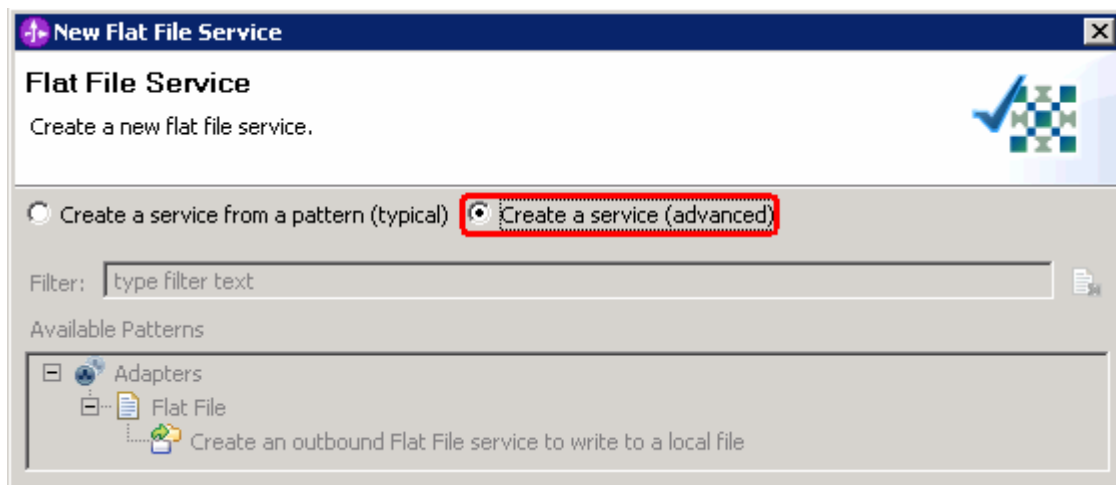 New Flat File Service
Flat File Service
Create a new flat file service.
Create a service from a pattern (typical) Create a service (advanced)
Filter: type filter text
Available Patterns
Adapters
Flat File
Create an outbound Flat File service to write to a local file